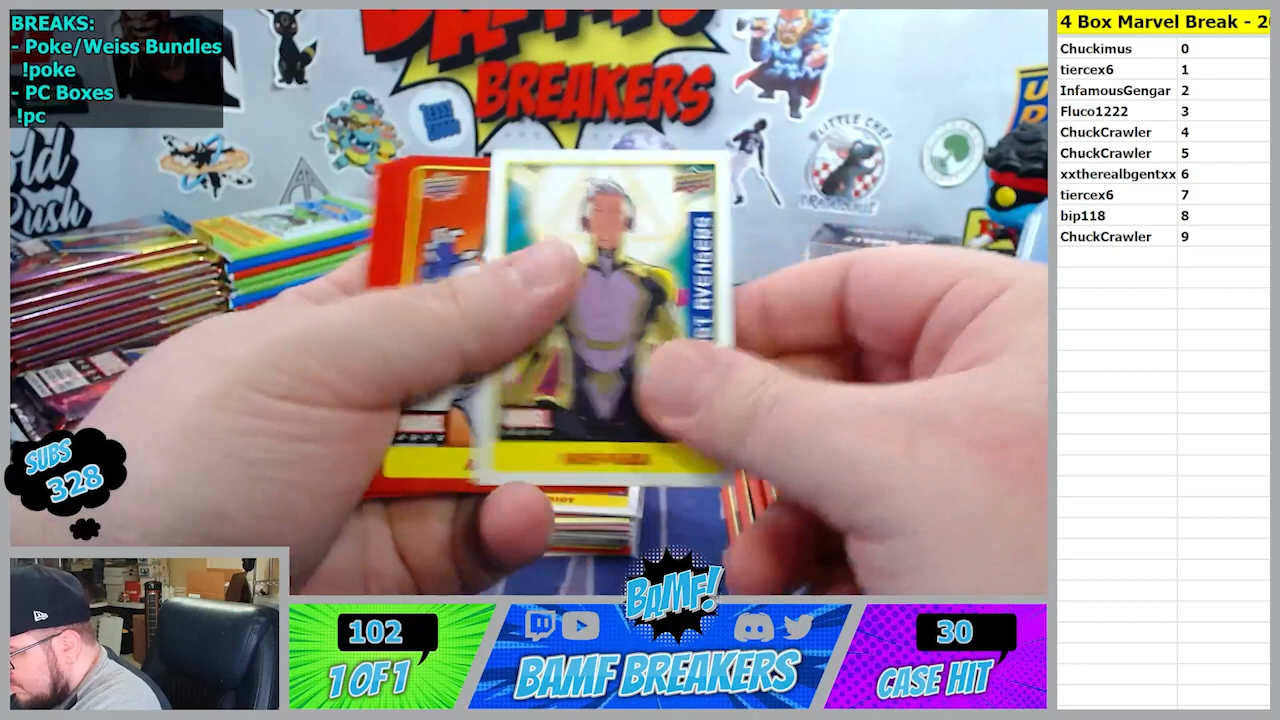 BREAKS:
- Poke/Weiss Bundles
!poke
- PC Boxes
!pc
BREAKERS
LITTLE CHEF
SUBS
328
4 Box Marvel Break - 2
Chuckimus 0
tiercex6 1
InfamousGengar 2
Fluco1222 3
ChuckCrawler 4
ChuckCrawler 5
xxtherealbgentxx 6
tiercex6 7
bip118 8
ChuckCrawler 9
102
1 OF 1
BAMF!
BAMF BREAKERS
30
CASE HIT